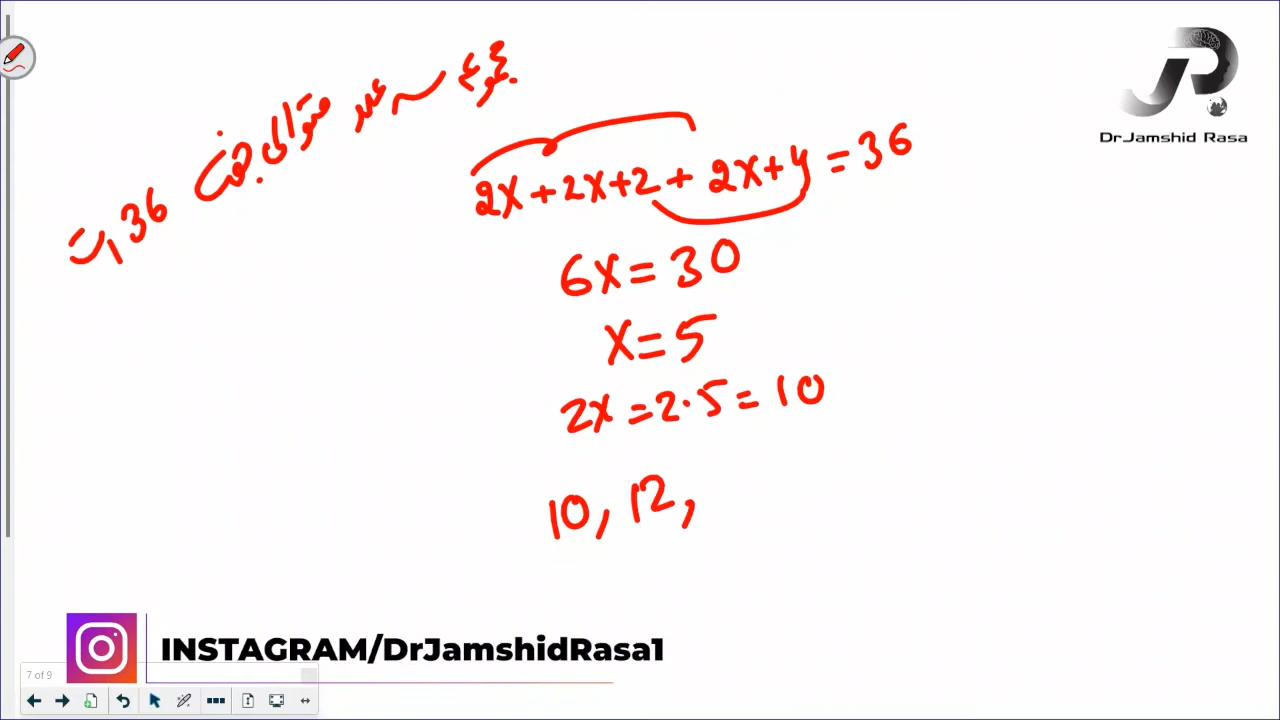 مجموع سه عدد متوالی جفت 36 است
2x+2x+2+2x+4=36
6x=30
x=5
2x=2·5=10
10, 12,
DrJamshid Rasa
INSTAGRAM/DrJamshidRasa1
7 of 9